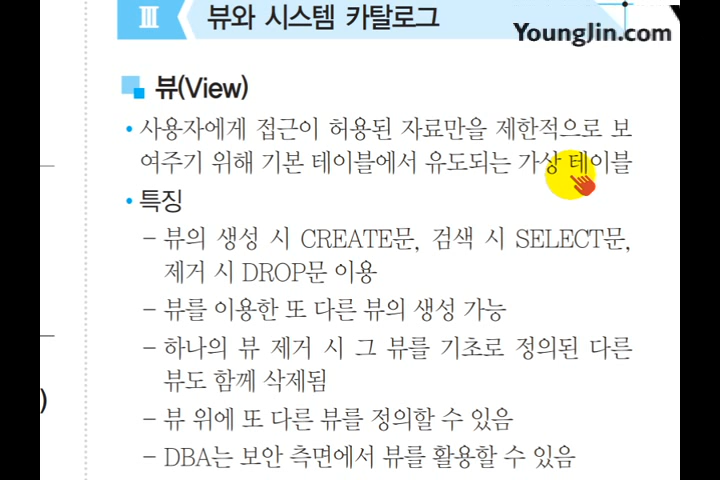 Ⅲ 뷰와 시스템 카탈로그
YoungJin.com
뷰(View)
• 사용자에게 접근이 허용된 자료만을 제한적으로 보
여주기 위해 기본 테이블에서 유도되는 가상 테이블
• 특징
– 뷰의 생성 시 CREATE문, 검색 시 SELECT문,
제거 시 DROP문 이용
– 뷰를 이용한 또 다른 뷰의 생성 가능
– 하나의 뷰 제거 시 그 뷰를 기초로 정의된 다른
뷰도 함께 삭제됨
– 뷰 위에 또 다른 뷰를 정의할 수 있음
– DBA는 보안 측면에서 뷰를 활용할 수 있음
)